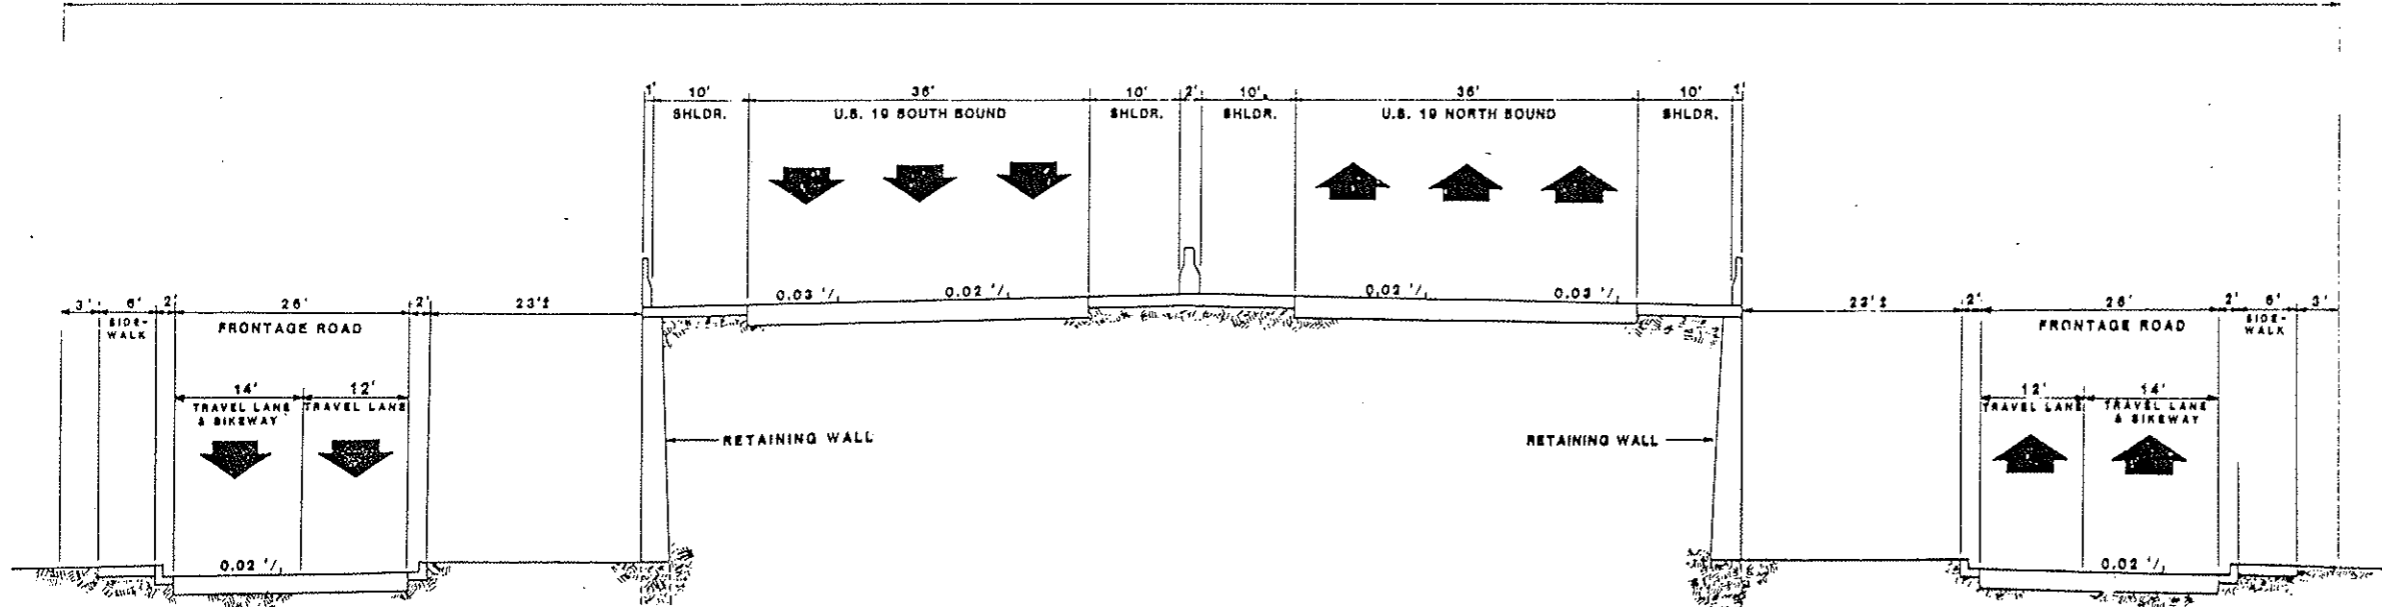 1' 10' 36' 10' 2' 10' 36' 10' 1'
SHLDR. U.S. 19 SOUTH BOUND SHLDR. SHLDR. U.S. 19 NORTH BOUND SHLDR.
0.03 '/, 0.02 '/, 0.02 '/, 0.03 '/,
3' 6' 2' 26' 2' 23'± 23'± 2' 26' 2' 6' 3'
SIDE-
WALK
FRONTAGE ROAD
FRONTAGE ROAD
SIDE-
WALK
14' 12'
TRAVEL LANE
& BIKEWAY
TRAVEL LANE
12' 14'
TRAVEL LANE
TRAVEL LANE
& BIKEWAY
RETAINING WALL
RETAINING WALL
0.02 '/,
0.02 '/,